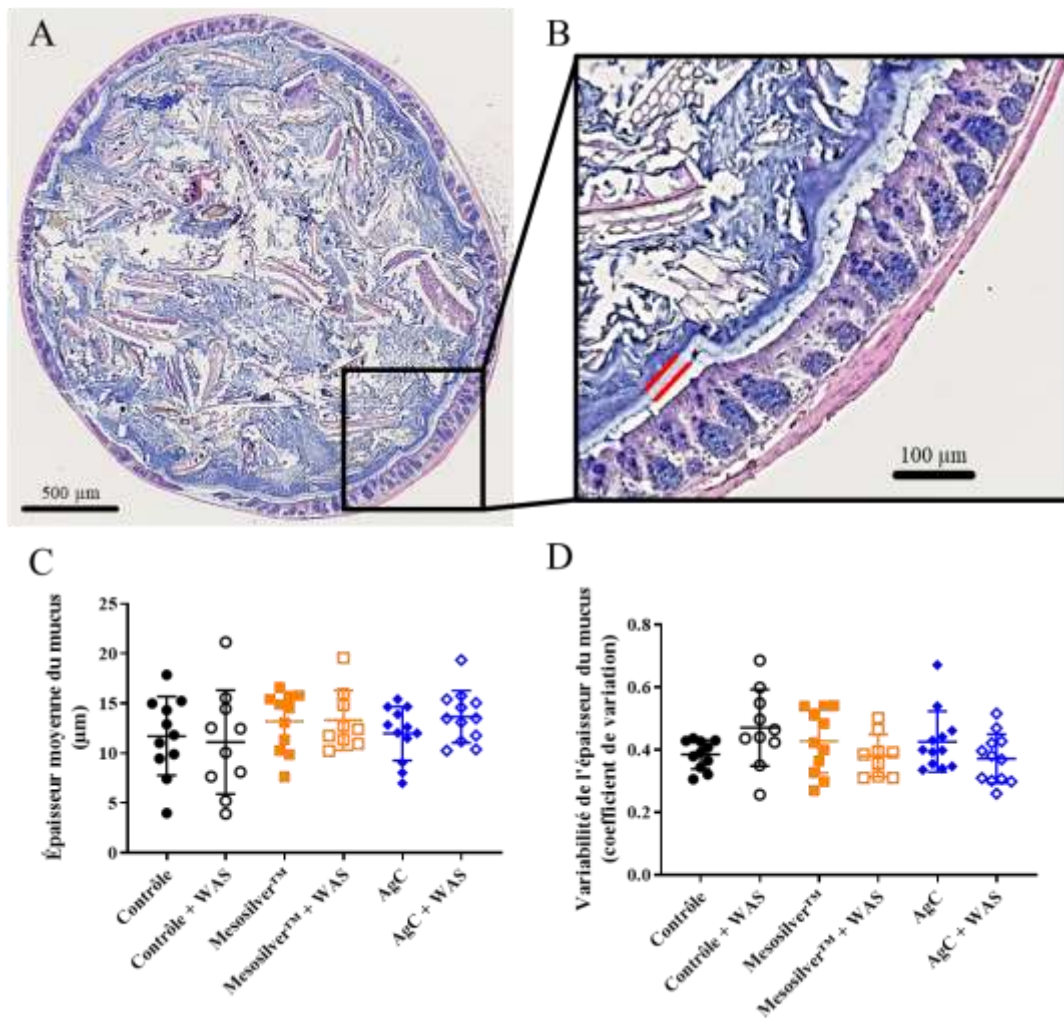 A
B
500 µm
100 µm
C
Épaisseur moyenne du mucus
(µm)
25
20
15
10
5
0
Contrôle
Contrôle + WAS
Mesosilver™
Mesosilver™ + WAS
AgC
AgC + WAS
D
Variabilité de l'épaisseur du mucus
(coefficient de variation)
0.8
0.6
0.4
0.2
0.0
Contrôle
Contrôle + WAS
Mesosilver™
Mesosilver™ + WAS
AgC
AgC + WAS